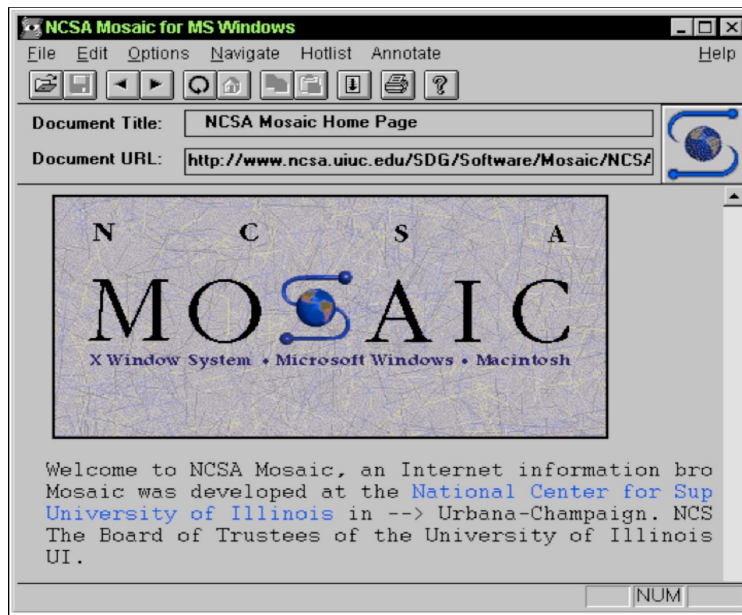 NCSA Mosaic for MS Windows
File Edit Options Navigate Hotlist Annotate Help
Document Title: NCSA Mosaic Home Page
Document URL: http://www.ncsa.uiuc.edu/SDG/Software/Mosaic/NCSA
N C S A
MOSAIC
X Window System • Microsoft Windows • Macintosh
Welcome to NCSA Mosaic, an Internet information bro
Mosaic was developed at the National Center for Sup
University of Illinois in --> Urbana-Champaign. NCS
The Board of Trustees of the University of Illinois
UI.
NUM